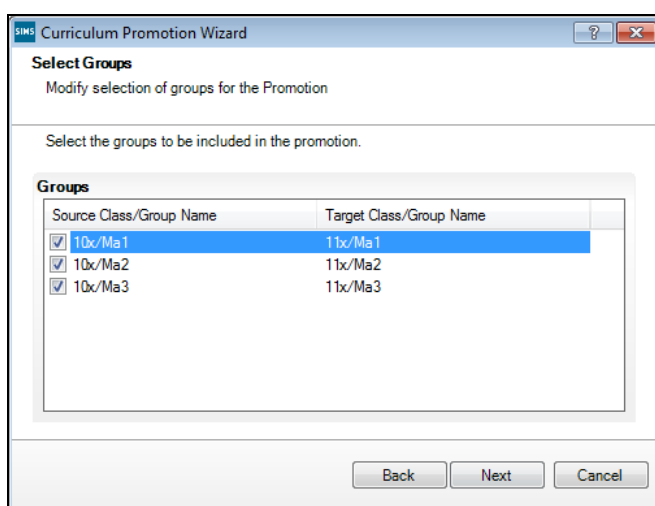 SIMS Curriculum Promotion Wizard ?
Select Groups
Modify selection of groups for the Promotion
Select the groups to be included in the promotion.
Groups
Source Class/Group Name Target Class/Group Name
10x/Ma1 11x/Ma1
10x/Ma2 11x/Ma2
10x/Ma3 11x/Ma3
Back Next Cancel